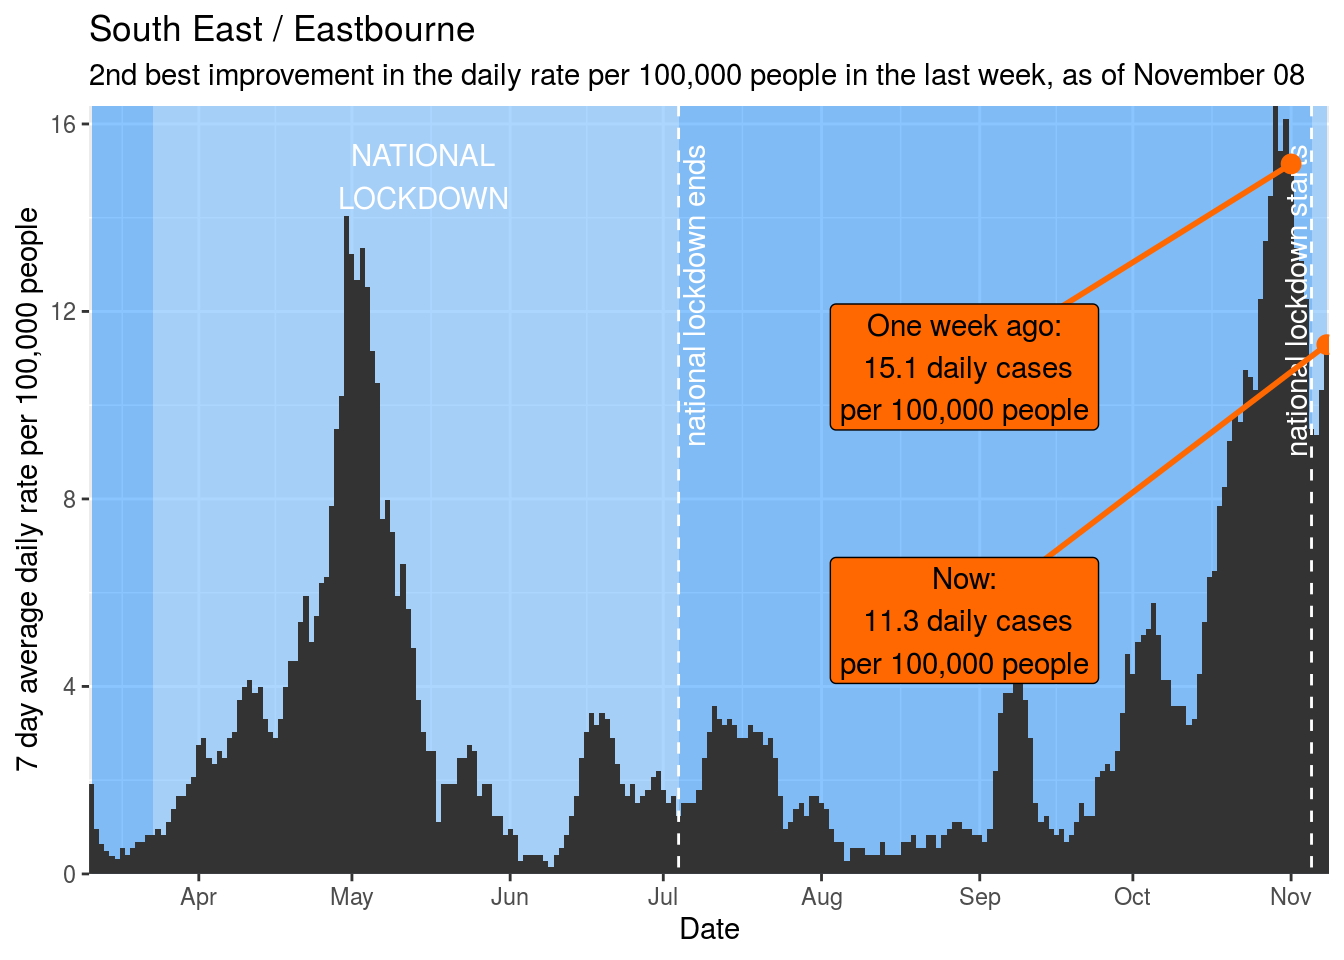 South East / Eastbourne
2nd best improvement in the daily rate per 100,000 people in the last week, as of November 08
7 day average daily rate per 100,000 people
16
12
8
4
0
NATIONAL
LOCKDOWN
national lockdown ends
national lockdown starts
One week ago:
15.1 daily cases
per 100,000 people
Now:
11.3 daily cases
per 100,000 people
Apr
May
Jun
Jul
Aug
Sep
Oct
Nov
Date